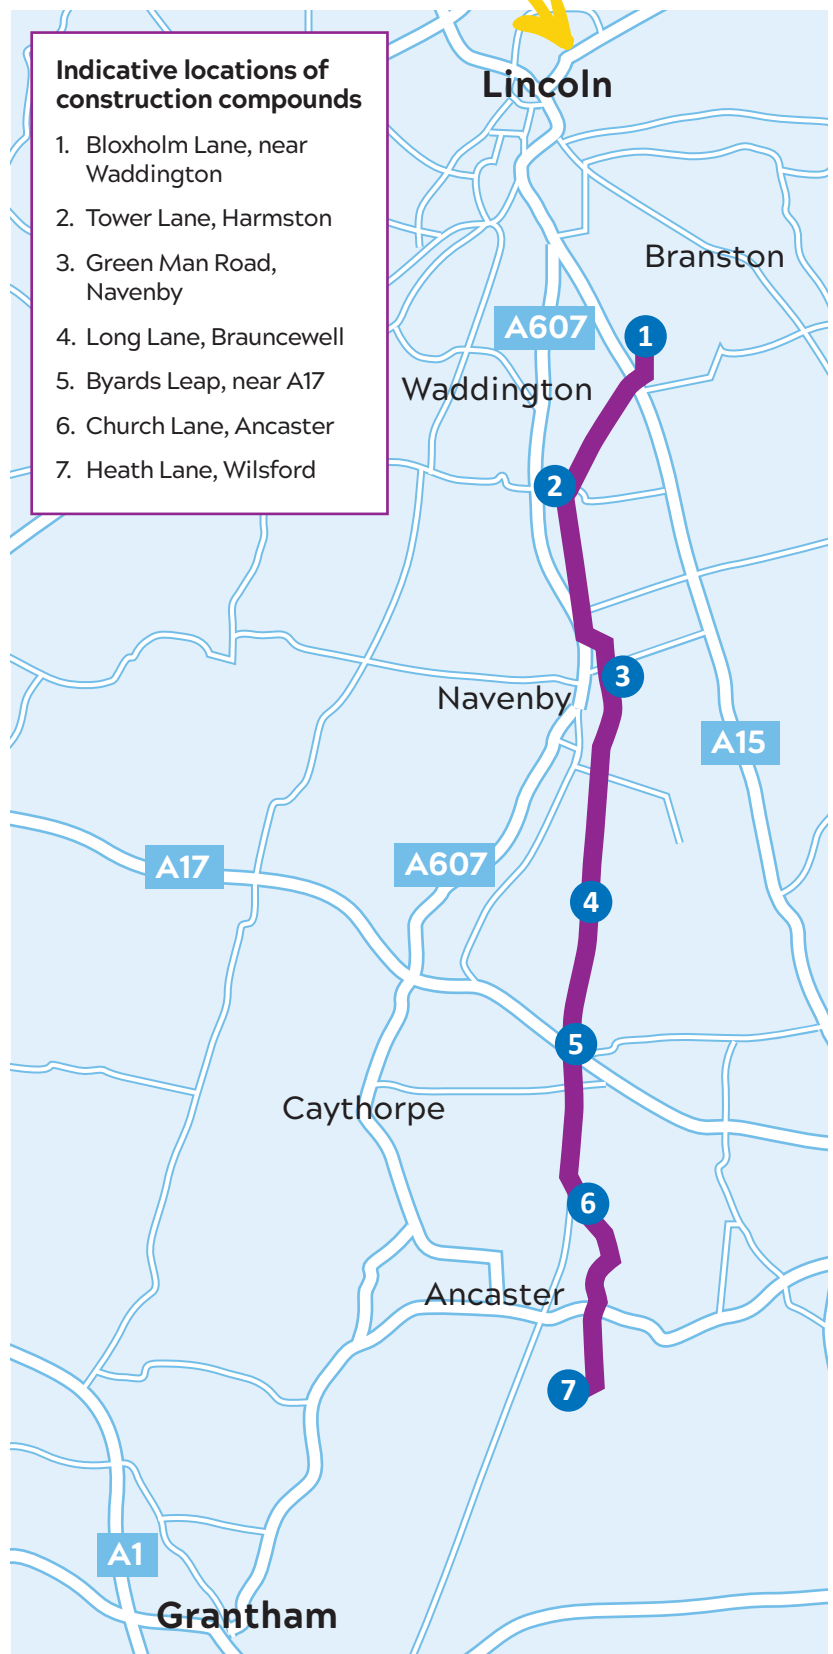 Indicative locations of
construction compounds
1. Bloxholm Lane, near
Waddington
2. Tower Lane, Harmston
3. Green Man Road,
Navenby
4. Long Lane, Brauncewell
5. Byards Leap, near A17
6. Church Lane, Ancaster
7. Heath Lane, Wilsford
Lincoln
Branston
A607
1
Waddington
2
3
Navenby
A15
A17
A607
4
5
Caythorpe
6
Ancaster
7
A1
Grantham